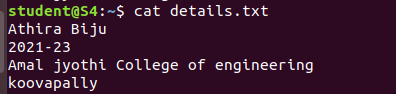 student@S4:~$ cat details.txt
Athira Biju
2021-23
Amal jyothi College of engineering
koovapally